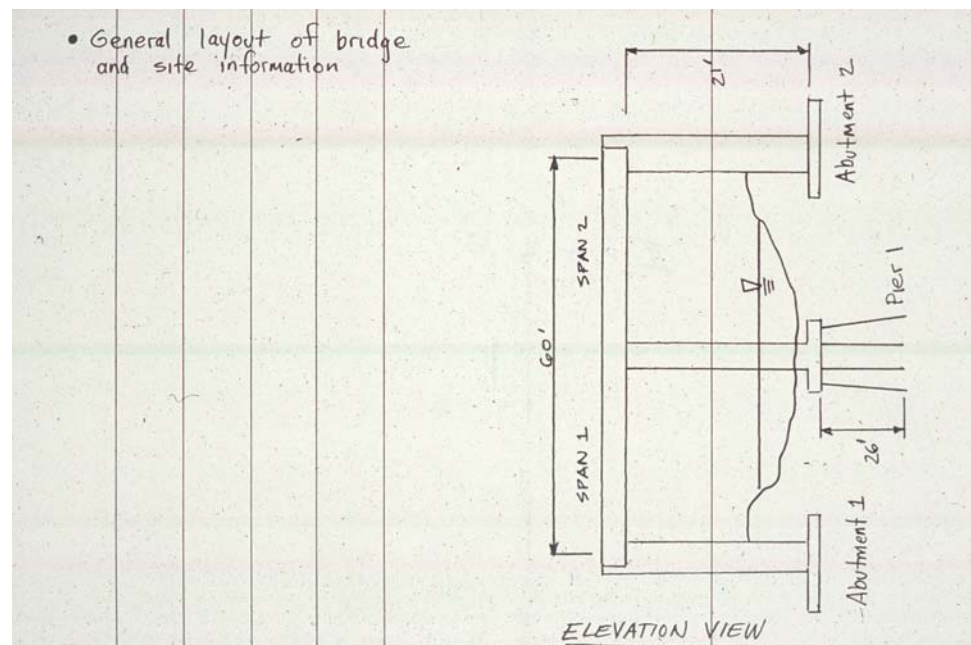 • General layout of bridge
and site information
21'
Abutment 2
SPAN 2
Pier 1
60'
SPAN 1
26'
Abutment 1
ELEVATION VIEW